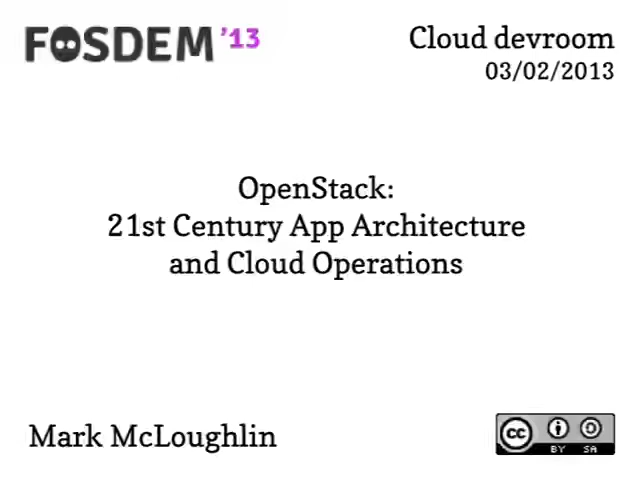 FOSDEM '13
Cloud devroom
03/02/2013
OpenStack:
21st Century App Architecture
and Cloud Operations
Mark McLoughlin
cc
BY SA